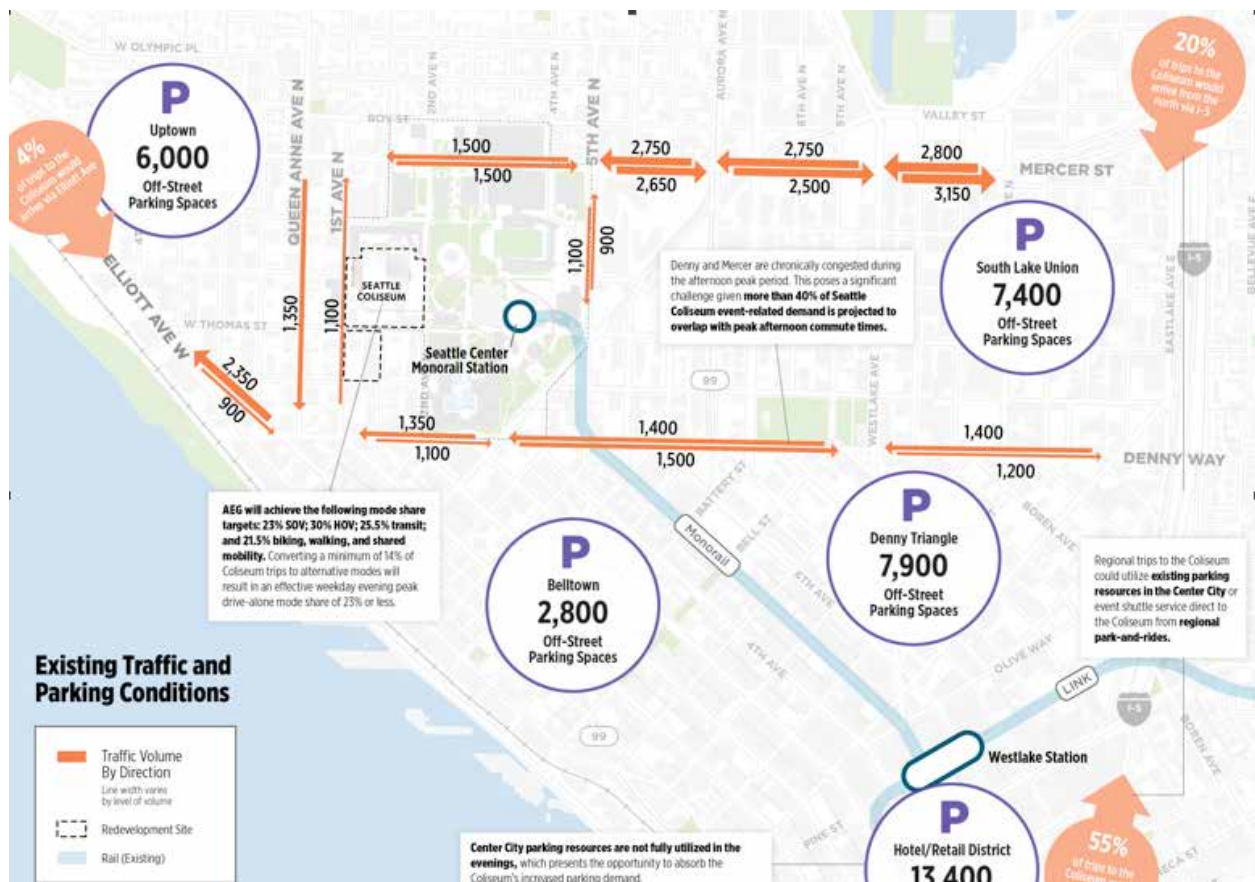 W OLYMPIC PL
P
Uptown
6,000
Off-Street
Parking Spaces
4%
of trips to the
Coliseum would
arrive via Elliott Ave
20%
of trips to the
Coliseum would
arrive from the
north via I-5
QUEEN ANNE AVE N
1ST AVE N
ROY ST
2ND AVE N
4TH AVE N
5TH AVE N
AURORA AVE N
8TH AVE N
9TH AVE N
VALLEY ST
MERCER ST
1,500
1,500
2,750
2,650
2,750
2,500
2,800
3,150
1,100
900
1,350
1,100
P
South Lake Union
7,400
Off-Street
Parking Spaces
I-5
EASTLAKE AVE E
BELLEVUE AVE E
SEATTLE
COLISEUM
Seattle Center
Monorail Station
Denny and Mercer are chronically congested during
the afternoon peak period. This poses a significant
challenge given more than 40% of Seattle
Coliseum event-related demand is projected to
overlap with peak afternoon commute times.
ELLIOTT AVE W
W THOMAS ST
2,350
900
99
WESTLAKE AVE
2ND AVE
1,350
1,100
1,400
1,500
1,400
1,200
DENNY WAY
AEG will achieve the following mode share
targets: 23% SOV; 30% HOV; 25.5% transit;
and 21.5% biking, walking, and shared
mobility. Converting a minimum of 14% of
Coliseum trips to alternative modes will
result in an effective weekday evening peak
drive-alone mode share of 23% or less.
P
Belltown
2,800
Off-Street
Parking Spaces
BATTERY ST
BELL ST
Monorail
6TH AVE
4TH AVE
P
Denny Triangle
7,900
Off-Street
Parking Spaces
BOREN AVE
Regional trips to the Coliseum
could utilize existing parking
resources in the Center City or
event shuttle service direct to
the Coliseum from regional
park-and-rides.
OLIVE WAY
LINK
I-5
BOREN AVE
Westlake Station
99
PINE ST
Existing Traffic and
Parking Conditions
Traffic Volume
By Direction
Line width varies
by level of volume
Redevelopment Site
Rail (Existing)
Center City parking resources are not fully utilized in the
evenings, which presents the opportunity to absorb the
Coliseum's increased parking demand.
P
Hotel/Retail District
13,400
55%
of trips to the